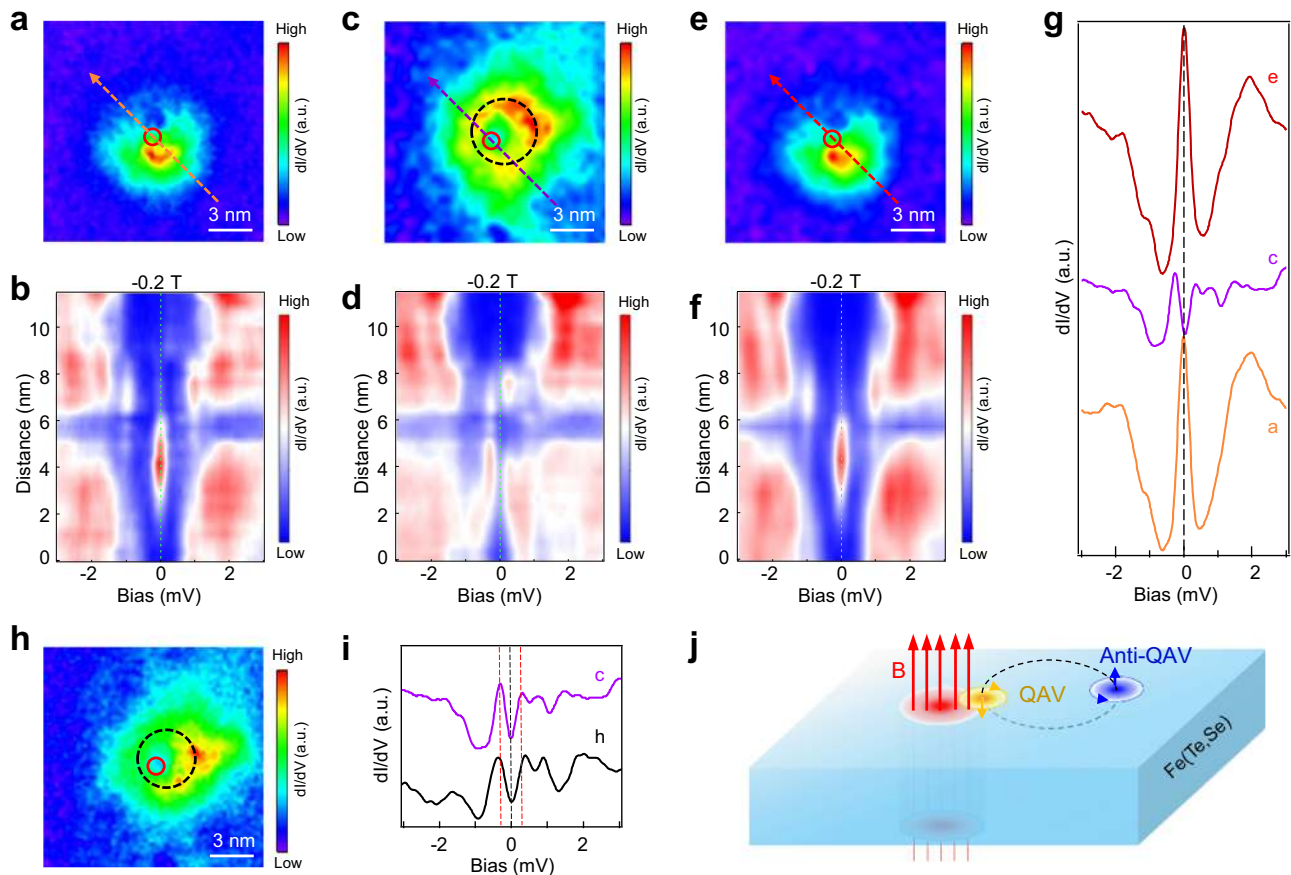 a
High
dI/dV (a.u.)
3 nm
Low
c
High
dI/dV (a.u.)
3 nm
Low
e
High
dI/dV (a.u.)
3 nm
Low
g
e
c
a
dI/dV (a.u.)
-2 0 2
Bias (mV)
b
-0.2 T
High
10
8
6
4
2
0
Distance (nm)
dI/dV (a.u.)
Low
-2 0 2
Bias (mV)
d
-0.2 T
High
10
8
6
4
2
0
Distance (nm)
dI/dV (a.u.)
Low
-2 0 2
Bias (mV)
f
-0.2 T
High
10
8
6
4
2
0
Distance (nm)
dI/dV (a.u.)
Low
-2 0 2
Bias (mV)
h
High
dI/dV (a.u.)
3 nm
Low
i
c
h
dI/dV (a.u.)
-2 0 2
Bias (mV)
j
B
QAV
Anti-QAV
Fe(Te,Se)